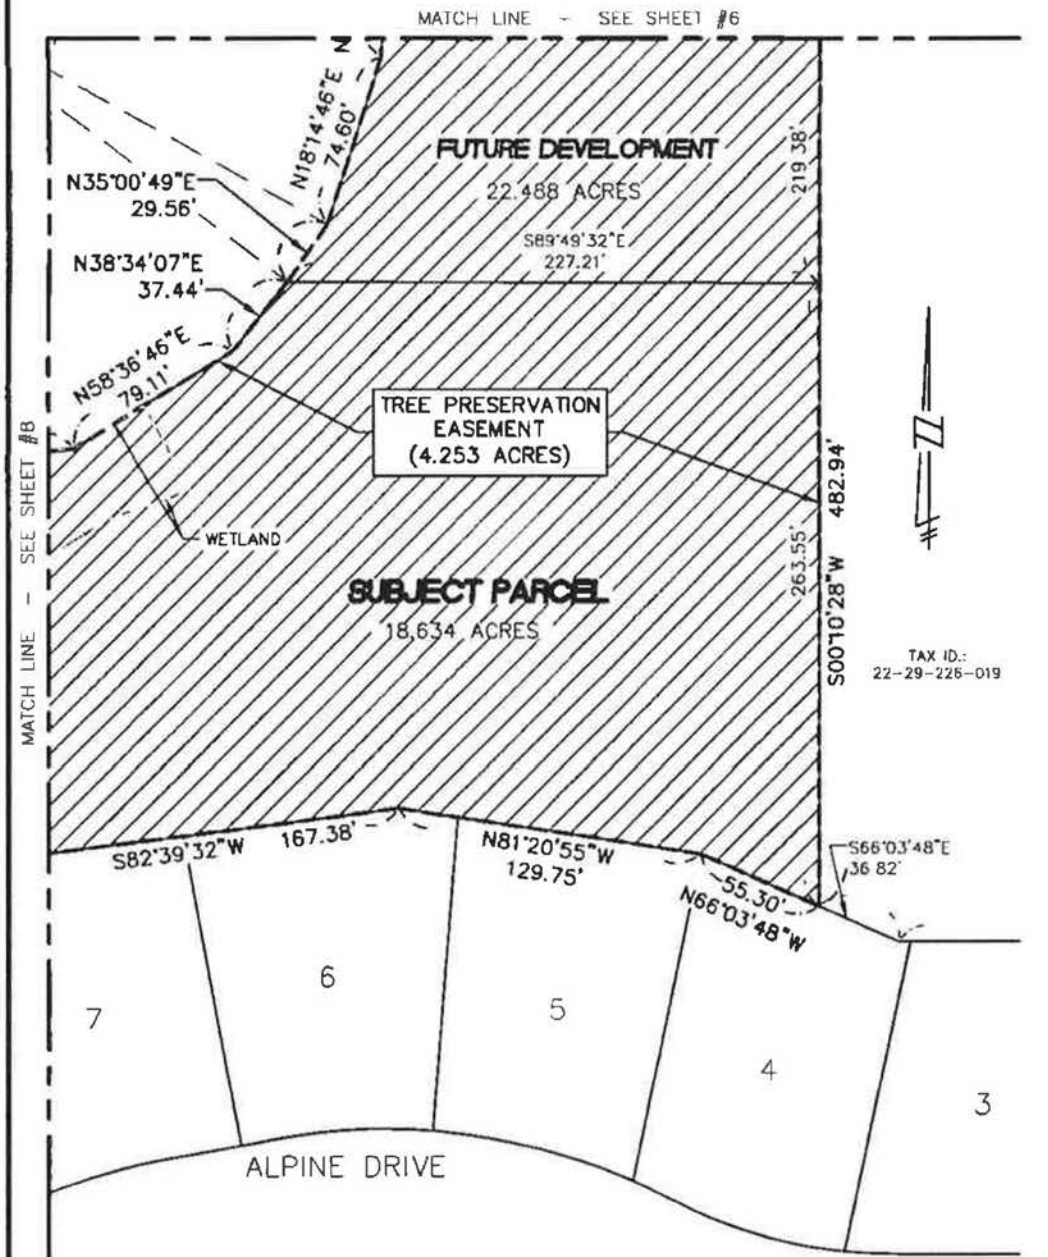 MATCH LINE - SEE SHEET #6
N18°14'46"E N
74.60'
FUTURE DEVELOPMENT
22.488 ACRES
219.38'
N35°00'49"E
29.56'
S89°49'32"E
227.21'
N38°34'07"E
37.44'
N58°36'46"E
79.11'
TREE PRESERVATION
EASEMENT
(4.253 ACRES)
MATCH LINE - SEE SHEET #8
WETLAND
S00°10'28"W 482.94'
263.55'
SUBJECT PARCEL
18.634 ACRES
TAX ID.:
22-29-226-019
S82°39'32"W 167.38'
N81°20'55"W
129.75'
S66°03'48"E
36.82'
55.30'
N66°03'48"W
7
6
5
4
3
ALPINE DRIVE